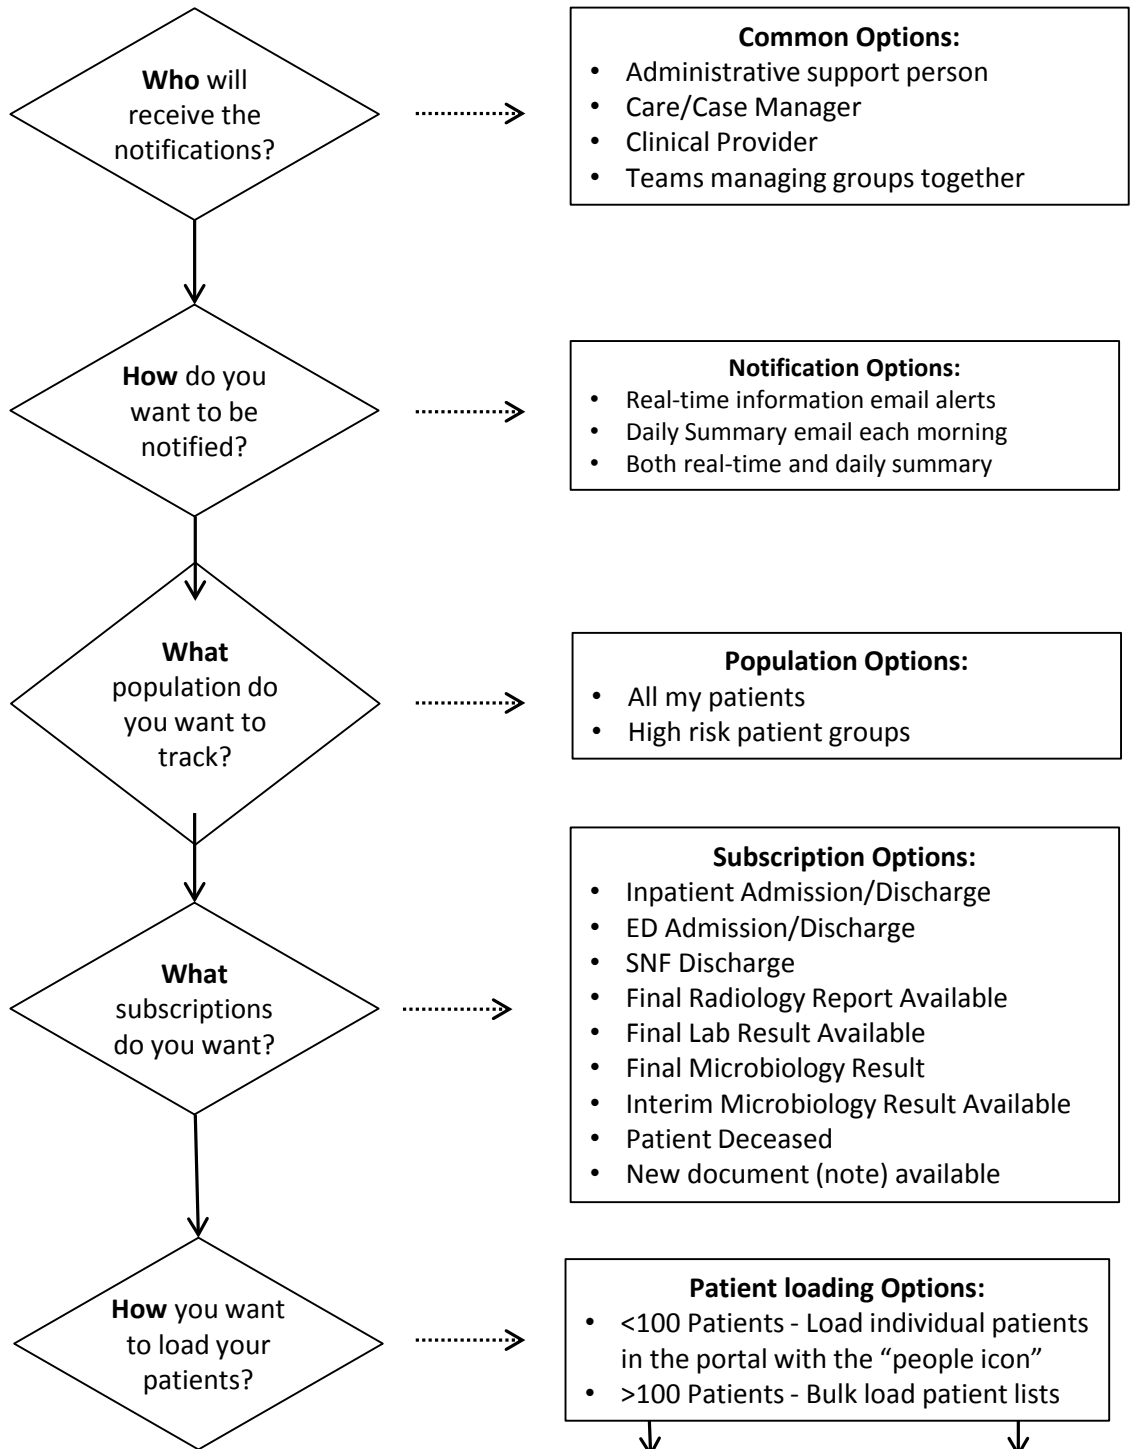 Who will
receive the
notifications?
Common Options:
• Administrative support person
• Care/Case Manager
• Clinical Provider
• Teams managing groups together
How do you
want to be
notified?
Notification Options:
• Real-time information email alerts
• Daily Summary email each morning
• Both real-time and daily summary
What
population do
you want to
track?
Population Options:
• All my patients
• High risk patient groups
What
subscriptions
do you want?
Subscription Options:
• Inpatient Admission/Discharge
• ED Admission/Discharge
• SNF Discharge
• Final Radiology Report Available
• Final Lab Result Available
• Final Microbiology Result
• Interim Microbiology Result Available
• Patient Deceased
• New document (note) available
How you want
to load your
patients?
Patient loading Options:
• <100 Patients - Load individual patients
in the portal with the “people icon”
• >100 Patients - Bulk load patient lists